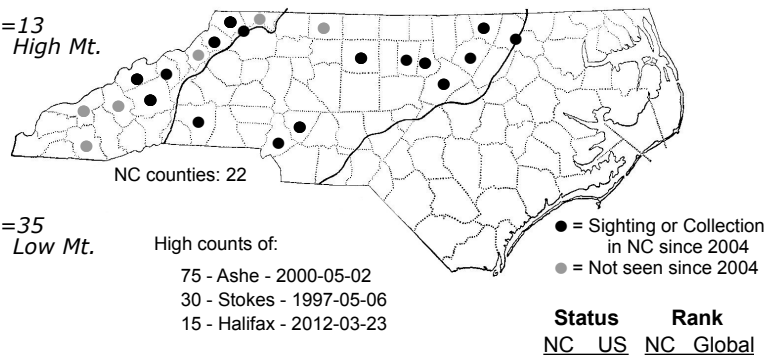 =13
High Mt.
NC counties: 22
=35
Low Mt.
High counts of:
75 - Ashe - 2000-05-02
30 - Stokes - 1997-05-06
15 - Halifax - 2012-03-23
= Sighting or Collection
in NC since 2004
= Not seen since 2004
Status Rank
NC US NC Global